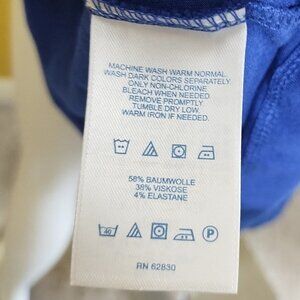 MACHINE WASH WARM NORMAL.
WASH DARK COLORS SEPARATELY.
ONLY NON-CHLORINE
BLEACH WHEN NEEDED
REMOVE PROMPTLY
TUMBLE DRY LOW.
WARM IRON IF NEEDED.
58% BAUMWOLLE
38% VISKOSE
4% ELASTANE
40 P
RN 62830